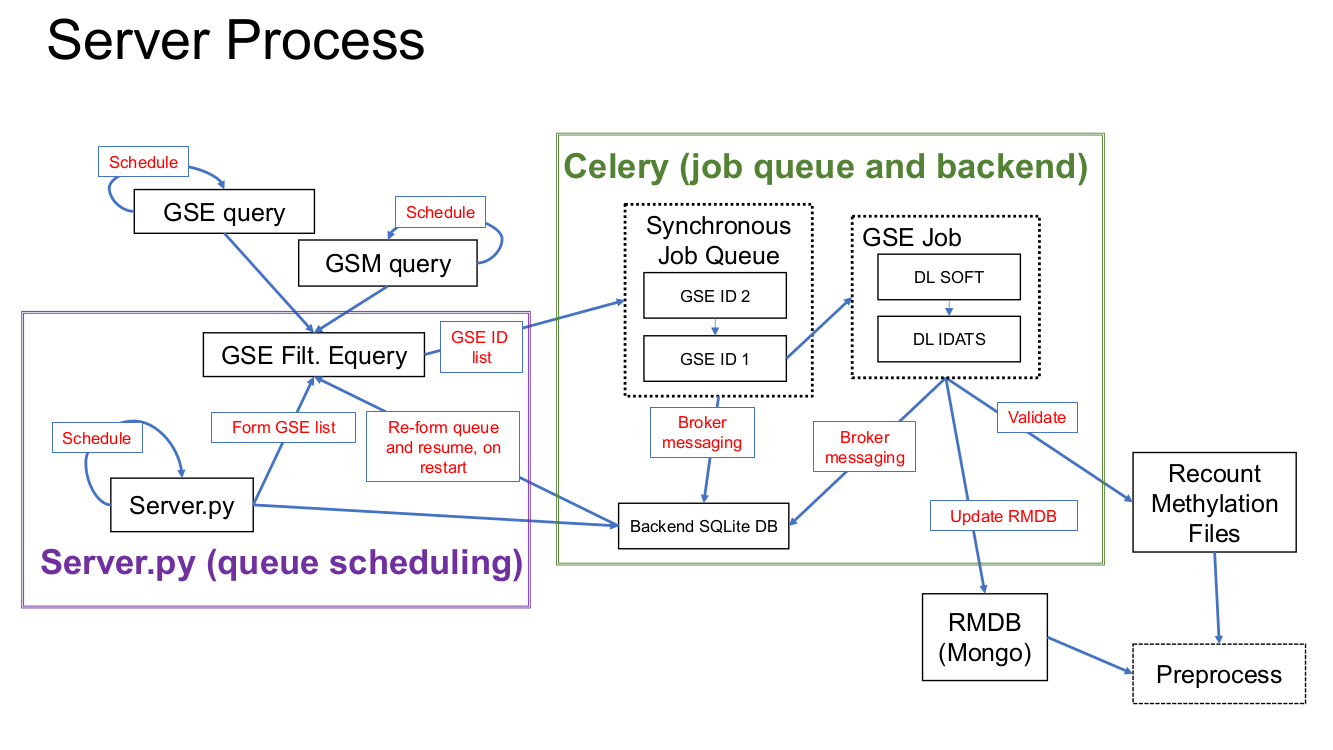 Server Process
Schedule
GSE query
Schedule
GSM query
GSE Filt. Equery
GSE ID
list
Form GSE list
Re-form queue
and resume, on
restart
Schedule
Server.py
Server.py (queue scheduling)
Celery (job queue and backend)
Synchronous
Job Queue
GSE ID 2
GSE ID 1
GSE Job
DL SOFT
DL IDATS
Broker
messaging
Broker
messaging
Validate
Backend SQLite DB
Update RMDB
Recount
Methylation
Files
RMDB
(Mongo)
Preprocess